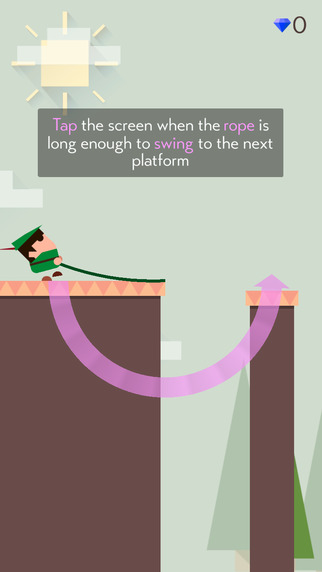 0
Tap the screen when the rope is
long enough to swing to the next
platform